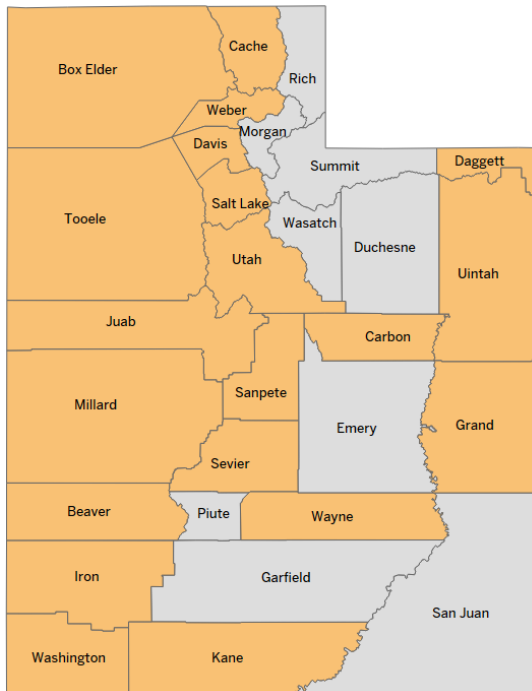 Cache
Box Elder
Rich
Weber
Morgan
Davis
Summit
Daggett
Salt Lake
Tooele
Wasatch
Duchesne
Utah
Uintah
Juab
Carbon
Sanpete
Millard
Grand
Emery
Sevier
Beaver
Piute
Wayne
Iron
Garfield
San Juan
Washington
Kane